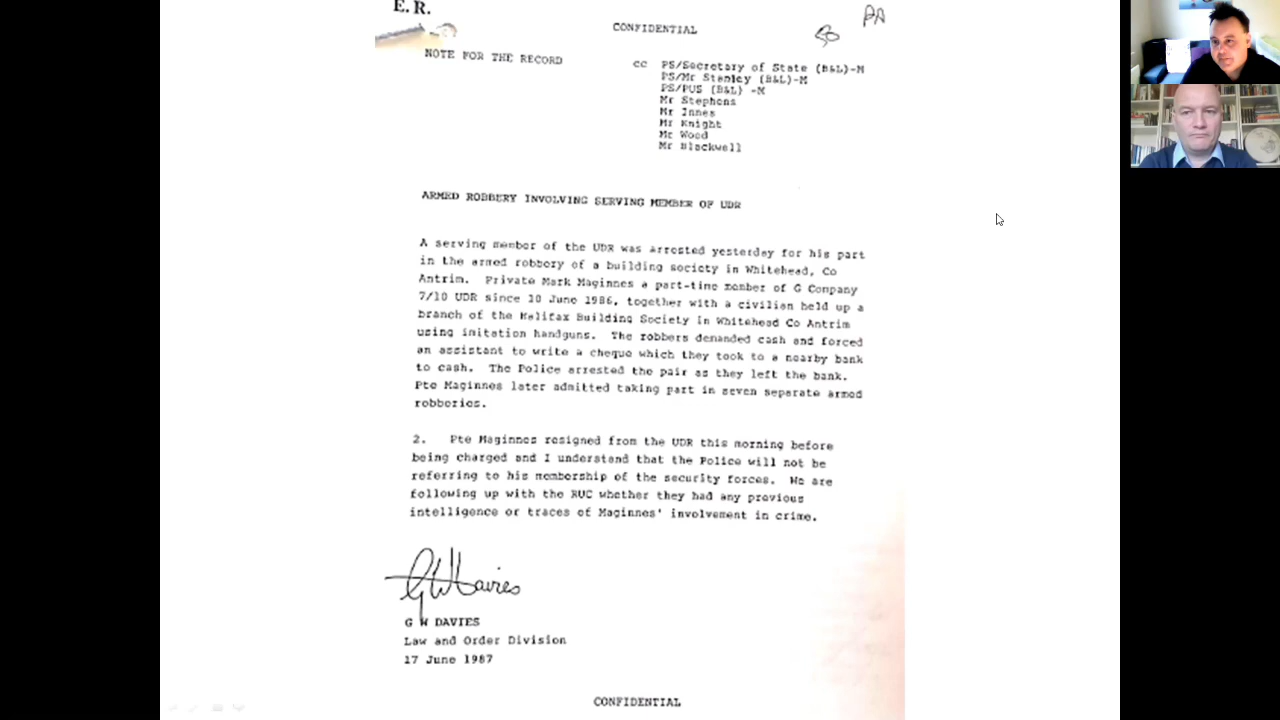 E.R.
CONFIDENTIAL
PA
NOTE FOR THE RECORD
cc PS/Secretary of State (B&L)-M
PS/Mr Stanley (B&L)-M
PS/PUS (B&L) -M
Mr Stephens
Mr Innes
Mr Knight
Mr Wood
Mr Blackwell
ARMED ROBBERY INVOLVING SERVING MEMBER OF UDR
A serving member of the UDR was arrested yesterday for his part
in the armed robbery of a building society in Whitehead, Co
Antrim. Private Mark Maginnes a part-time member of G Company
7/10 UDR since 10 June 1986, together with a civilian held up a
branch of the Halifax Building Society in Whitehead Co Antrim
using imitation handguns. The robbers demanded cash and forced
an assistant to write a cheque which they took to a nearby bank
to cash. The Police arrested the pair as they left the bank.
Pte Maginnes later admitted taking part in seven separate armed
robberies.
2. Pte Maginnes resigned from the UDR this morning before
being charged and I understand that the Police will not be
referring to his membership of the security forces. We are
following up with the RUC whether they had any previous
intelligence or traces of Maginnes' involvement in crime.
GW Davies
G W DAVIES
Law and Order Division
17 June 1987
CONFIDENTIAL